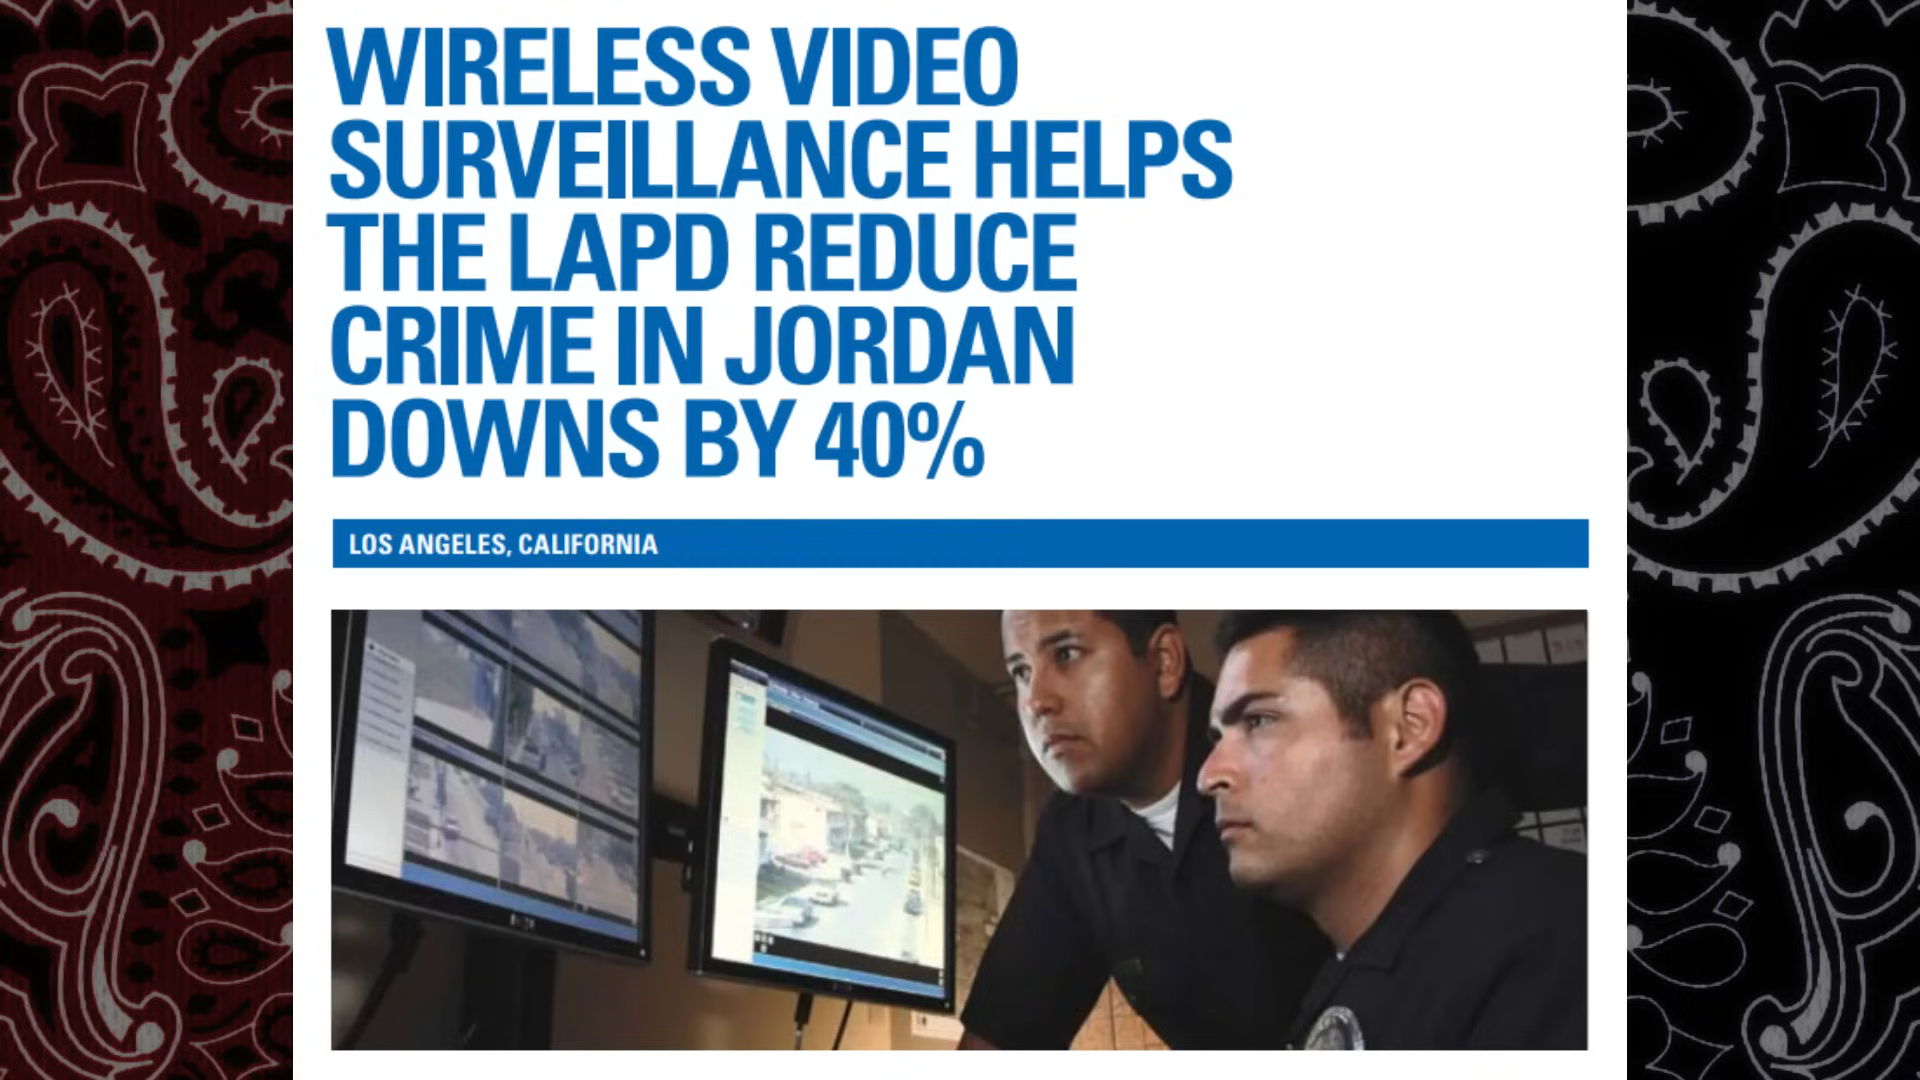 WIRELESS VIDEO
SURVEILLANCE HELPS
THE LAPD REDUCE
CRIME IN JORDAN
DOWNS BY 40%
LOS ANGELES, CALIFORNIA